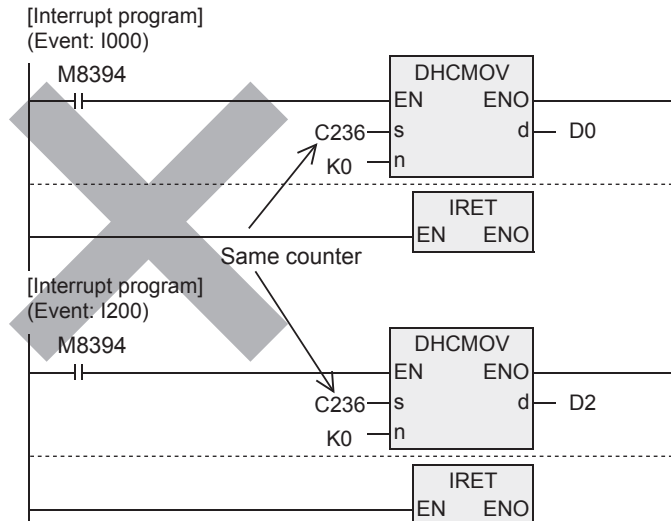 [Interrupt program]
(Event: I000)
M8394
DHCMOV
EN ENO
C236 s d D0
K0 n
IRET
EN ENO
Same counter
[Interrupt program]
(Event: I200)
M8394
DHCMOV
EN ENO
C236 s d D2
K0 n
IRET
EN ENO